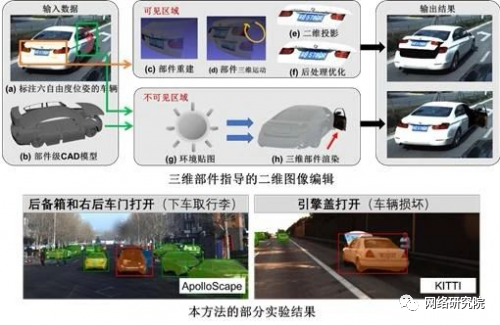 输入数据
可见区域
输出结果
(a) 标注六自由度位姿的车辆
(c) 部件重建
(d) 部件三维运动
(e) 二维投影
(f) 后处理优化
不可见区域
(b) 部件级CAD模型
(g) 环境贴图
(h) 三维部件渲染
三维部件指导的二维图像编辑
后备箱和右后车门打开(下车取行李)
引擎盖打开(车辆损坏)
ApolloScape
KITTI
网络研究院
本方法的部分实验结果